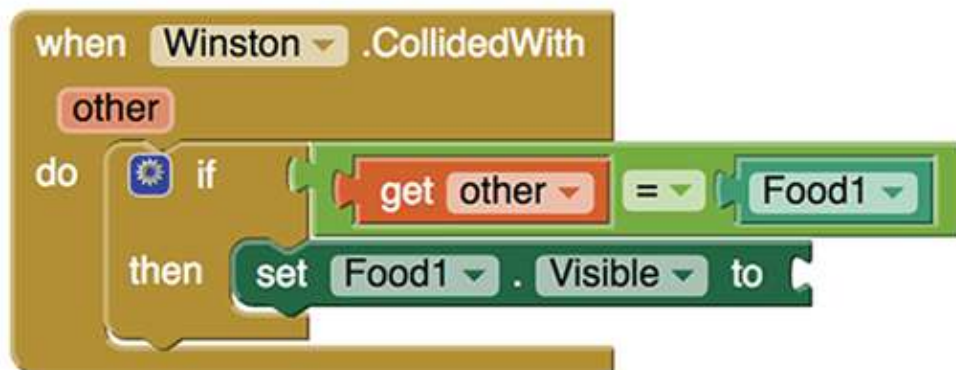 when Winston .CollidedWith
other
do if get other = Food1
then set Food1 . Visible to